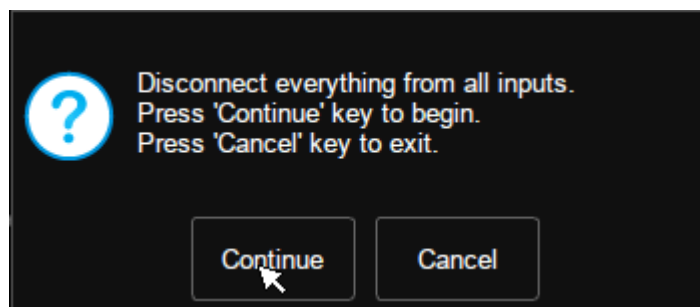 Disconnect everything from all inputs.
Press 'Continue' key to begin.
Press 'Cancel' key to exit.
Continue
Cancel